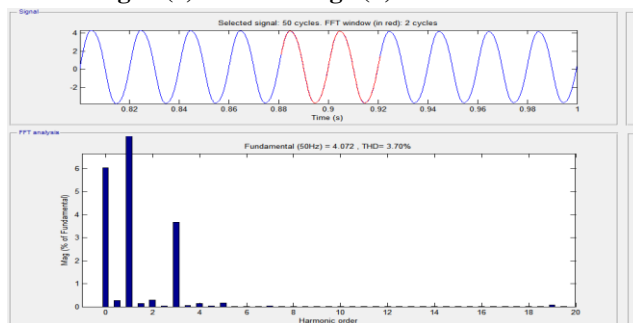 Signal
Selected signal: 50 cycles. FFT window (in red): 2 cycles
4
2
0
-2
0.82 0.84 0.86 0.88 0.9 0.92 0.94 0.96 0.98 1
Time (s)
FFT analysis
Fundamental (50Hz) = 4.072 , THD= 3.70%
6
5
4
3
2
1
0
Mag (% of Fundamental)
0 2 4 6 8 10 12 14 16 18 20
Harmonic order